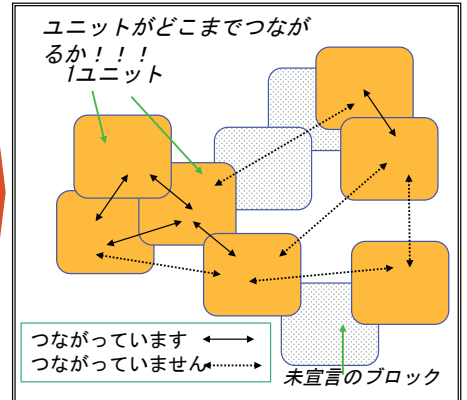 ユニットがどこまでつなが
るか！！！
1ユニット
つながっています
つながっていません
未宣言のブロック